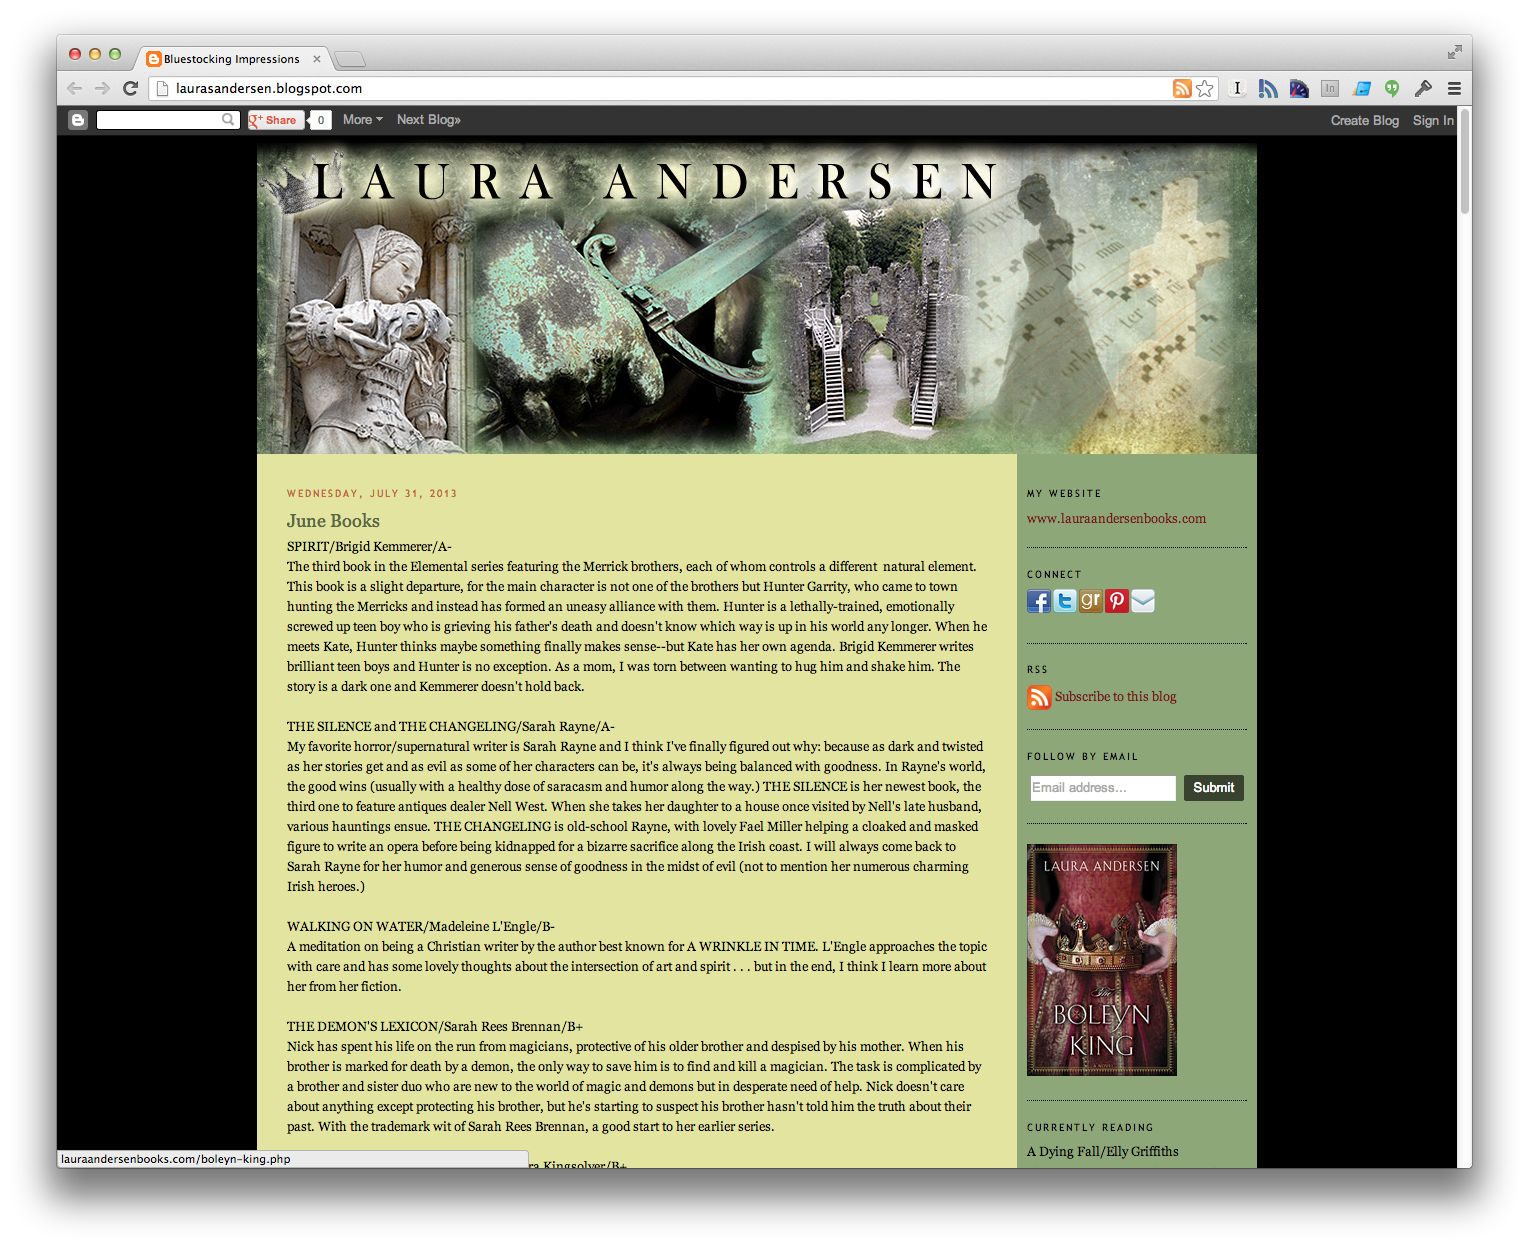 Bluestocking Impressions
laurasandersen.blogspot.com
g+ Share 0 More Next Blog» Create Blog Sign In
LAURA ANDERSEN
WEDNESDAY, JULY 31, 2013
June Books
SPIRIT/Brigid Kemmerer/A-
The third book in the Elemental series featuring the Merrick brothers, each of whom controls a different natural element.
This book is a slight departure, for the main character is not one of the brothers but Hunter Garrity, who came to town
hunting the Merricks and instead has formed an uneasy alliance with them. Hunter is a lethally-trained, emotionally
screwed up teen boy who is grieving his father's death and doesn't know which way is up in his world any longer. When he
meets Kate, Hunter thinks maybe something finally makes sense--but Kate has her own agenda. Brigid Kemmerer writes
brilliant teen boys and Hunter is no exception. As a mom, I was torn between wanting to hug him and shake him. The
story is a dark one and Kemmerer doesn't hold back.
THE SILENCE and THE CHANGELING/Sarah Rayne/A-
My favorite horror/supernatural writer is Sarah Rayne and I think I've finally figured out why: because as dark and twisted
as her stories get and as evil as some of her characters can be, it's always being balanced with goodness. In Rayne's world,
the good wins (usually with a healthy dose of saracasm and humor along the way.) THE SILENCE is her newest book, the
third one to feature antiques dealer Nell West. When she takes her daughter to a house once visited by Nell's late husband,
various hauntings ensue. THE CHANGELING is old-school Rayne, with lovely Fael Miller helping a cloaked and masked
figure to write an opera before being kidnapped for a bizarre sacrifice along the Irish coast. I will always come back to
Sarah Rayne for her humor and generous sense of goodness in the midst of evil (not to mention her numerous charming
Irish heroes.)
WALKING ON WATER/Madeleine L'Engle/B-
A meditation on being a Christian writer by the author best known for A WRINKLE IN TIME. L'Engle approaches the topic
with care and has some lovely thoughts about the intersection of art and spirit . . . but in the end, I think I learn more about
her from her fiction.
THE DEMON'S LEXICON/Sarah Rees Brennan/B+
Nick has spent his life on the run from magicians, protective of his older brother and despised by his mother. When his
brother is marked for death by a demon, the only way to save him is to find and kill a magician. The task is complicated by
a brother and sister duo who are new to the world of magic and demons but in desperate need of help. Nick doesn't care
about anything except protecting his brother, but he's starting to suspect his brother hasn't told him the truth about their
past. With the trademark wit of Sarah Rees Brennan, a good start to her earlier series.
Kingsolver/B+
lauraandersenbooks.com/boleyn-king.php
MY WEBSITE
www.lauraandersenbooks.com
CONNECT
gr
RSS
Subscribe to this blog
FOLLOW BY EMAIL
Email address... Submit
LAURA ANDERSEN
The
BOLEYN
KING
A NOVEL
CURRENTLY READING
A Dying Fall/Elly Griffiths